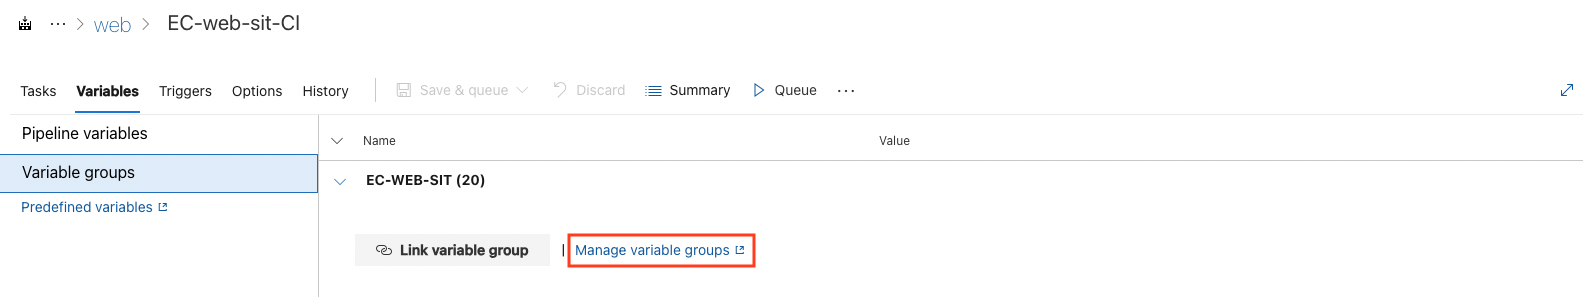 ··· > web > EC-web-sit-CI
Tasks Variables Triggers Options History Save & queue Discard Summary Queue ···
Pipeline variables
Name Value
Variable groups
EC-WEB-SIT (20)
Predefined variables
Link variable group | Manage variable groups